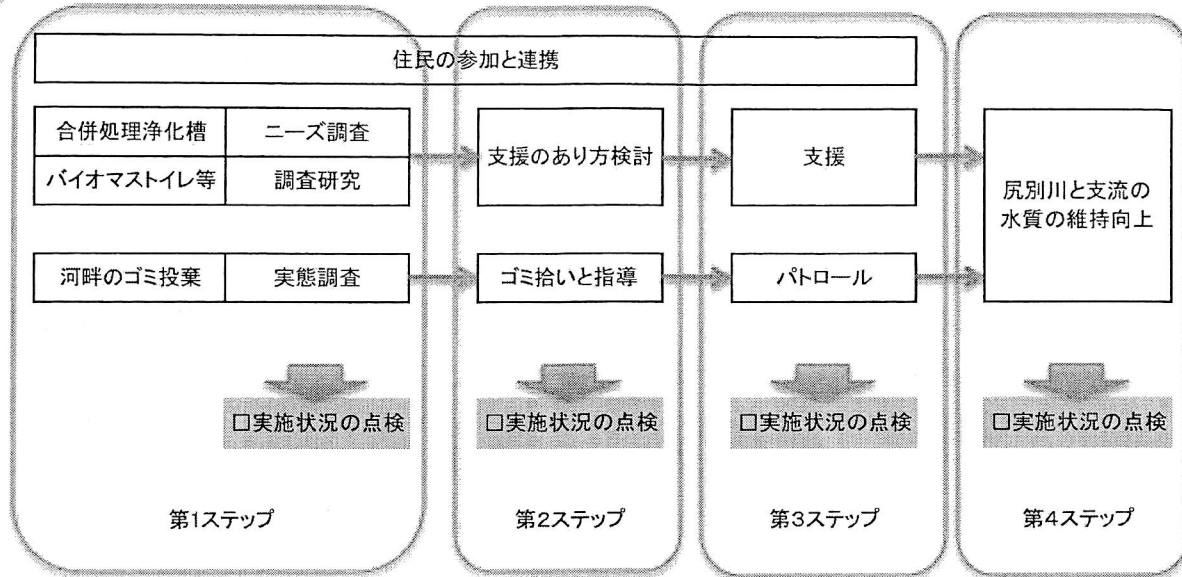 住民の参加と連携
合併処理浄化槽 ニーズ調査
バイオマストイレ等 調査研究
支援のあり方検討
支援
尻別川と支流の
水質の維持向上
河畔のゴミ投棄 実態調査
ゴミ拾いと指導
パトロール
□実施状況の点検
□実施状況の点検
□実施状況の点検
□実施状況の点検
第1ステップ
第2ステップ
第3ステップ
第4ステップ